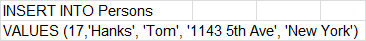 INSERT INTO Persons
VALUES (17,'Hanks', 'Tom', '1143 5th Ave', 'New York')